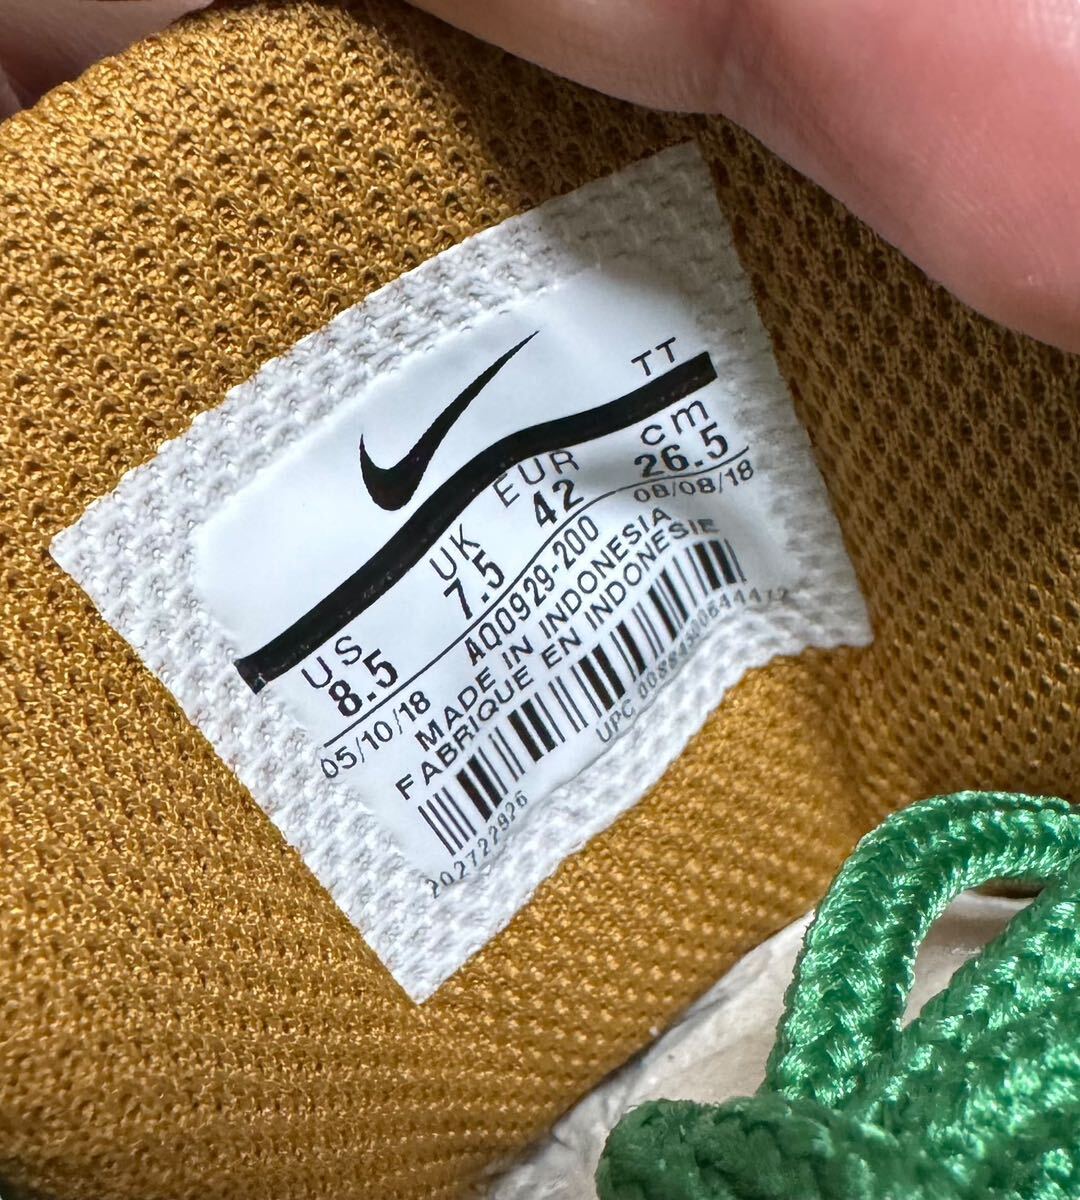 TT
US UK EUR cm
8.5 7.5 42 26.5
05/10/18 AQ0929-200 08/08/18
MADE IN INDONESIA
FABRIQUE EN INDONESIE
202722926 UPC